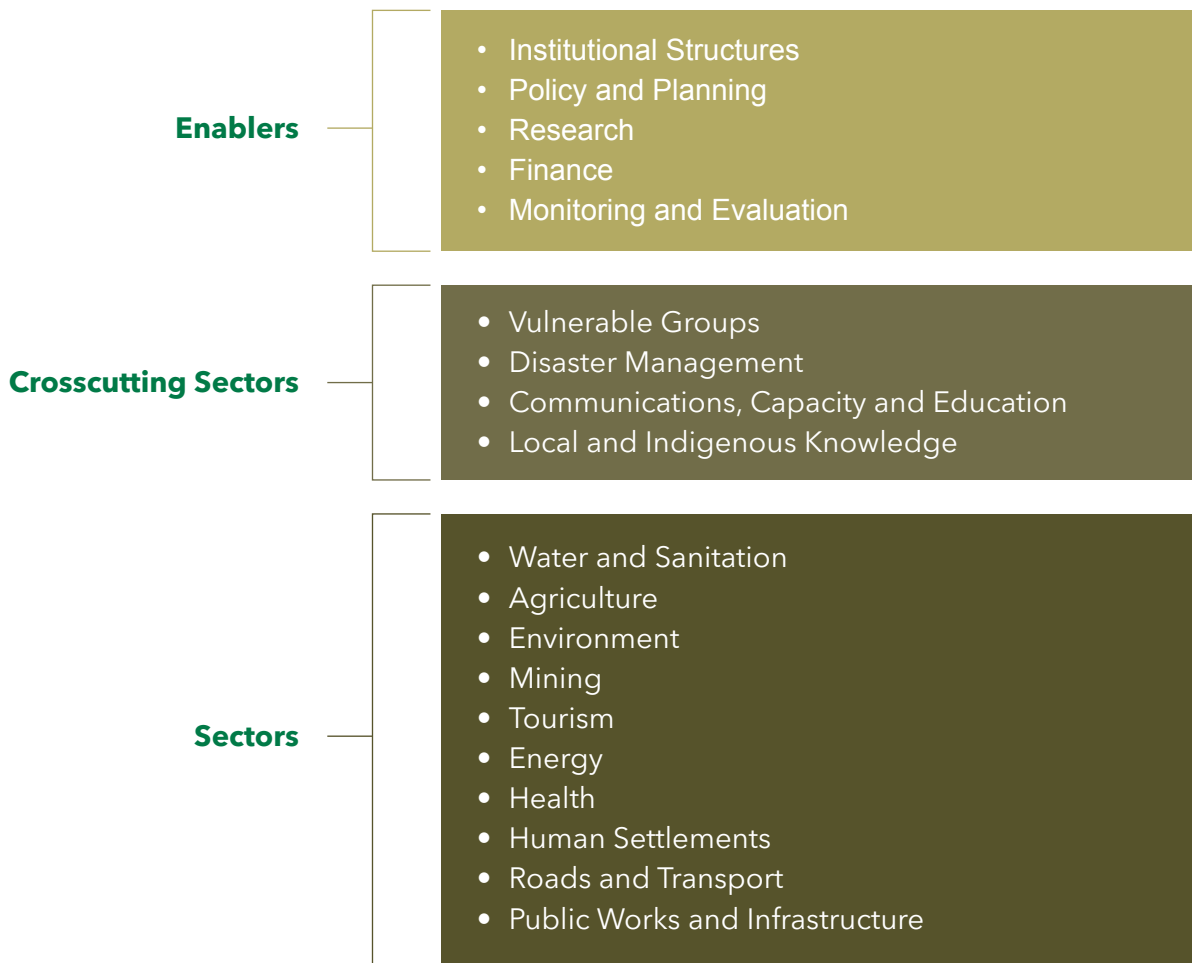 Enablers
• Institutional Structures
• Policy and Planning
• Research
• Finance
• Monitoring and Evaluation
Crosscutting Sectors
• Vulnerable Groups
• Disaster Management
• Communications, Capacity and Education
• Local and Indigenous Knowledge
Sectors
• Water and Sanitation
• Agriculture
• Environment
• Mining
• Tourism
• Energy
• Health
• Human Settlements
• Roads and Transport
• Public Works and Infrastructure